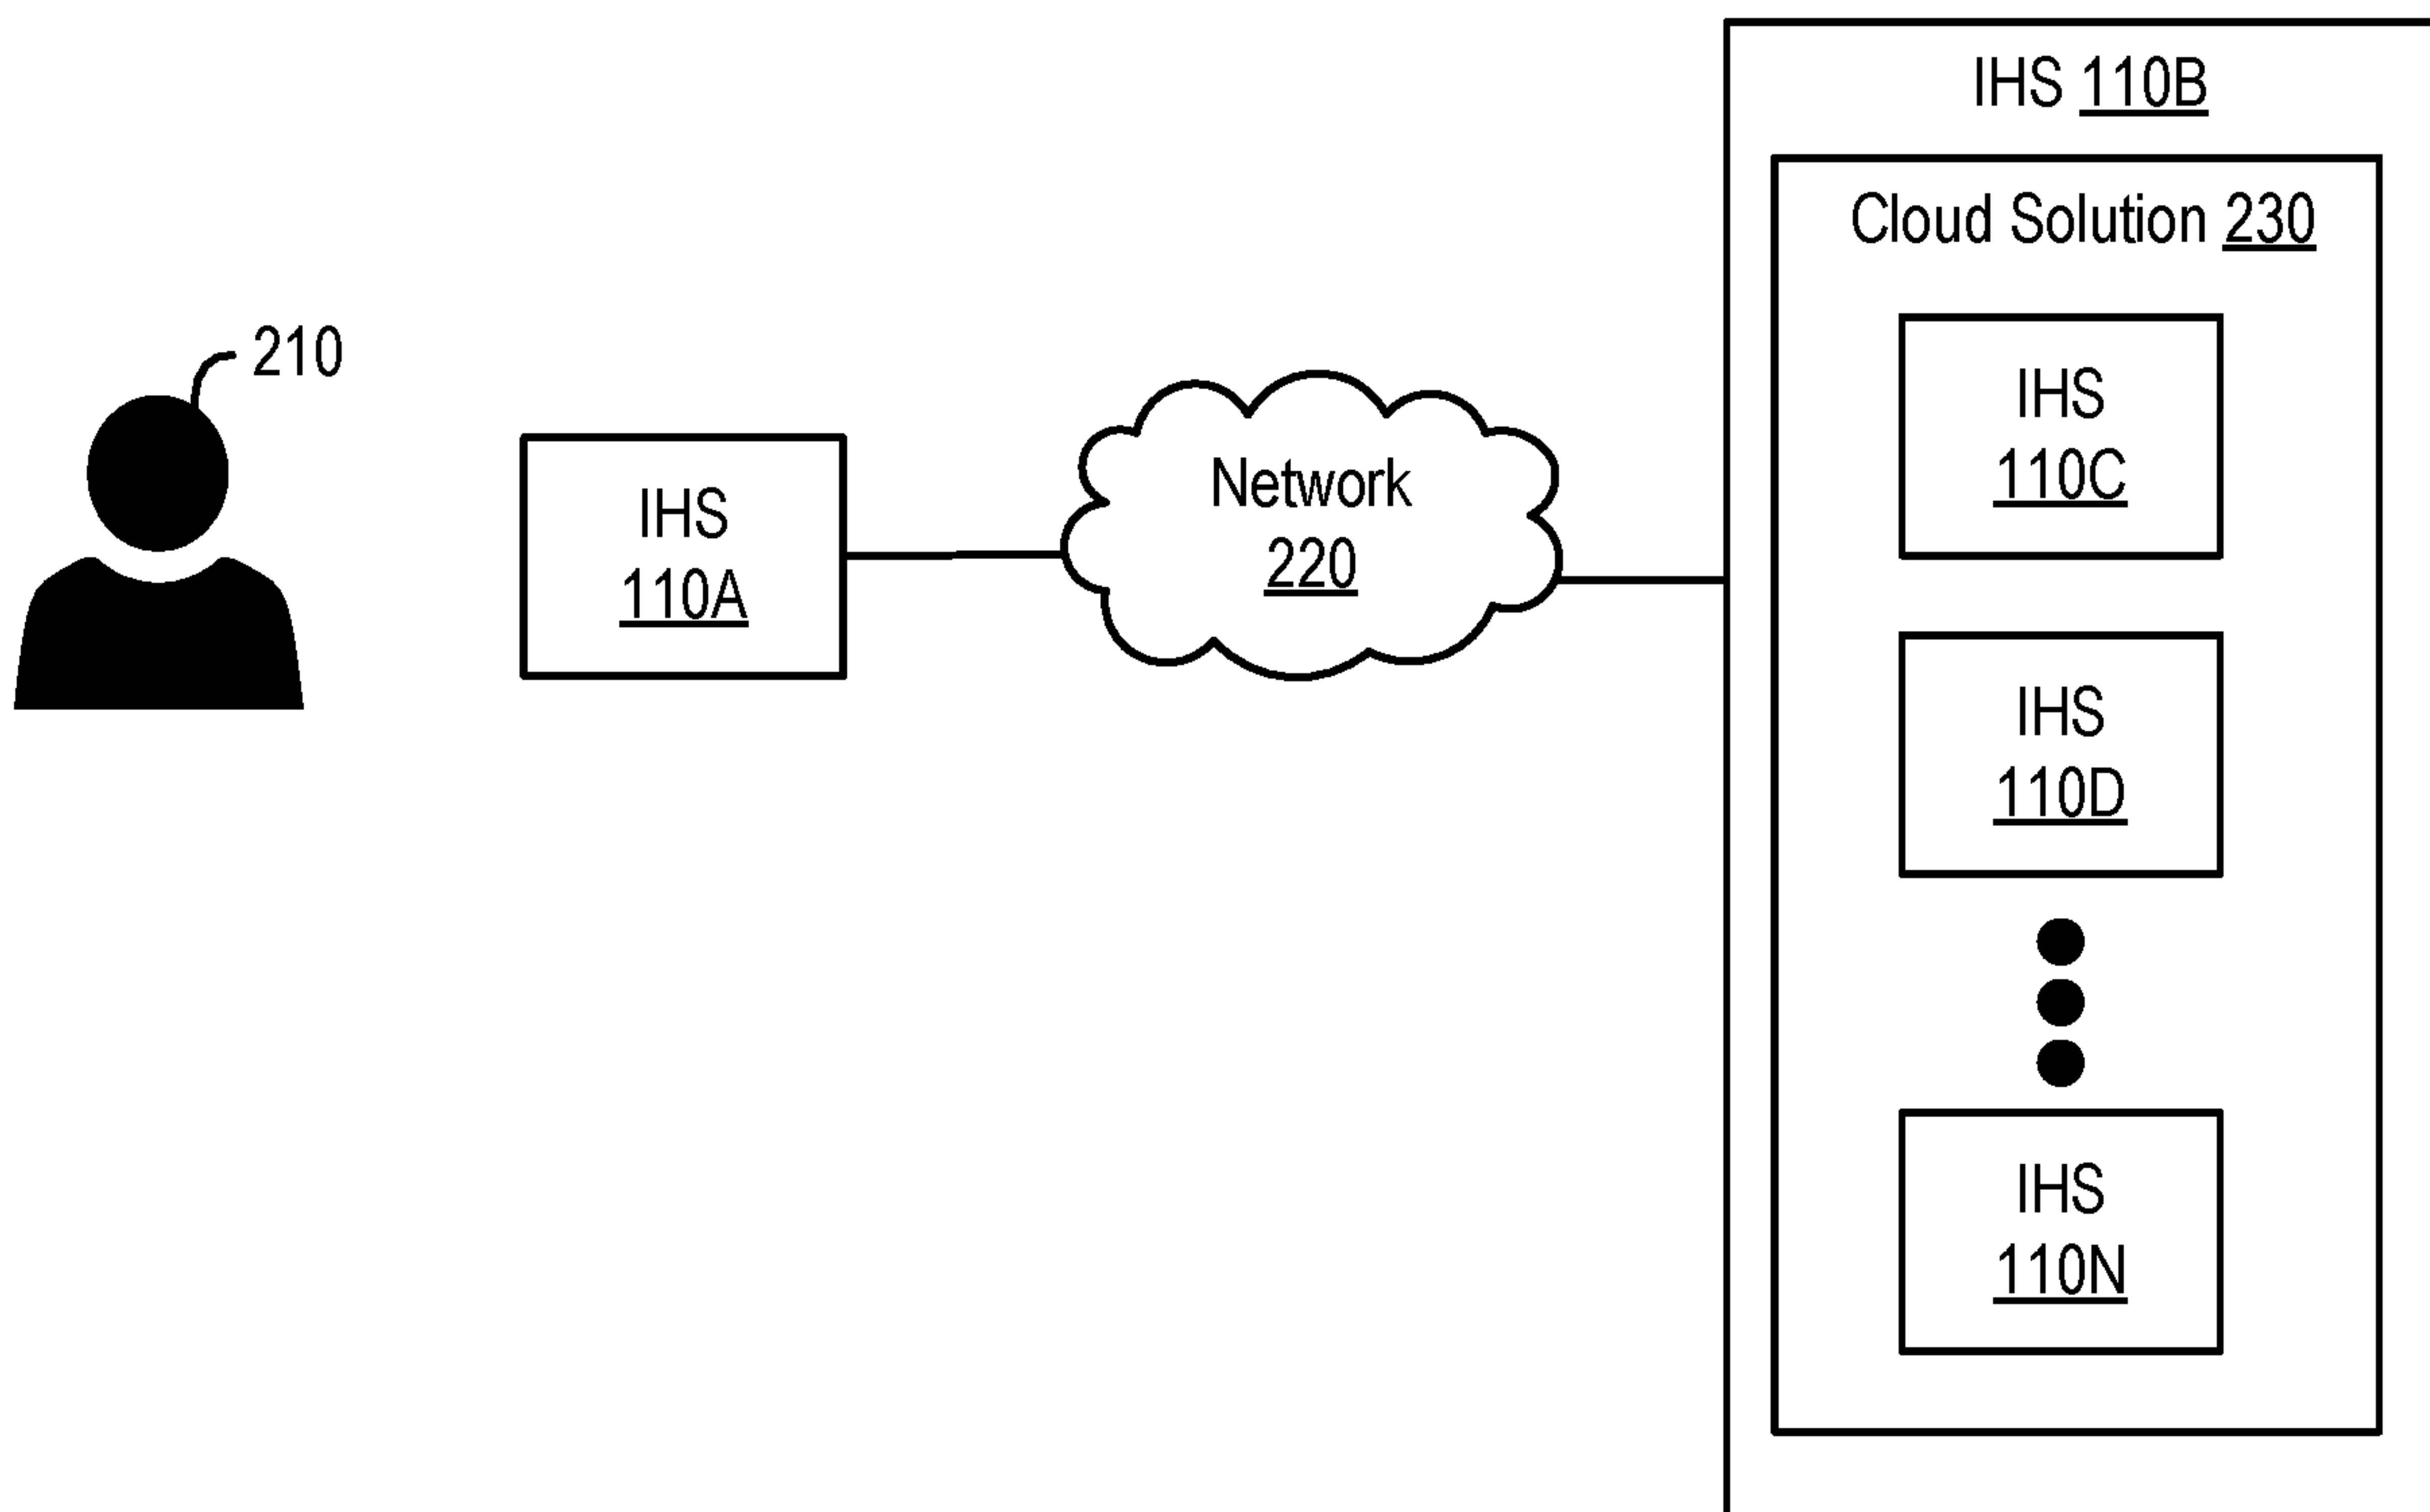 210
IHS
110A
Network
220
IHS 110B
Cloud Solution 230
IHS
110C
IHS
110D
IHS
110N